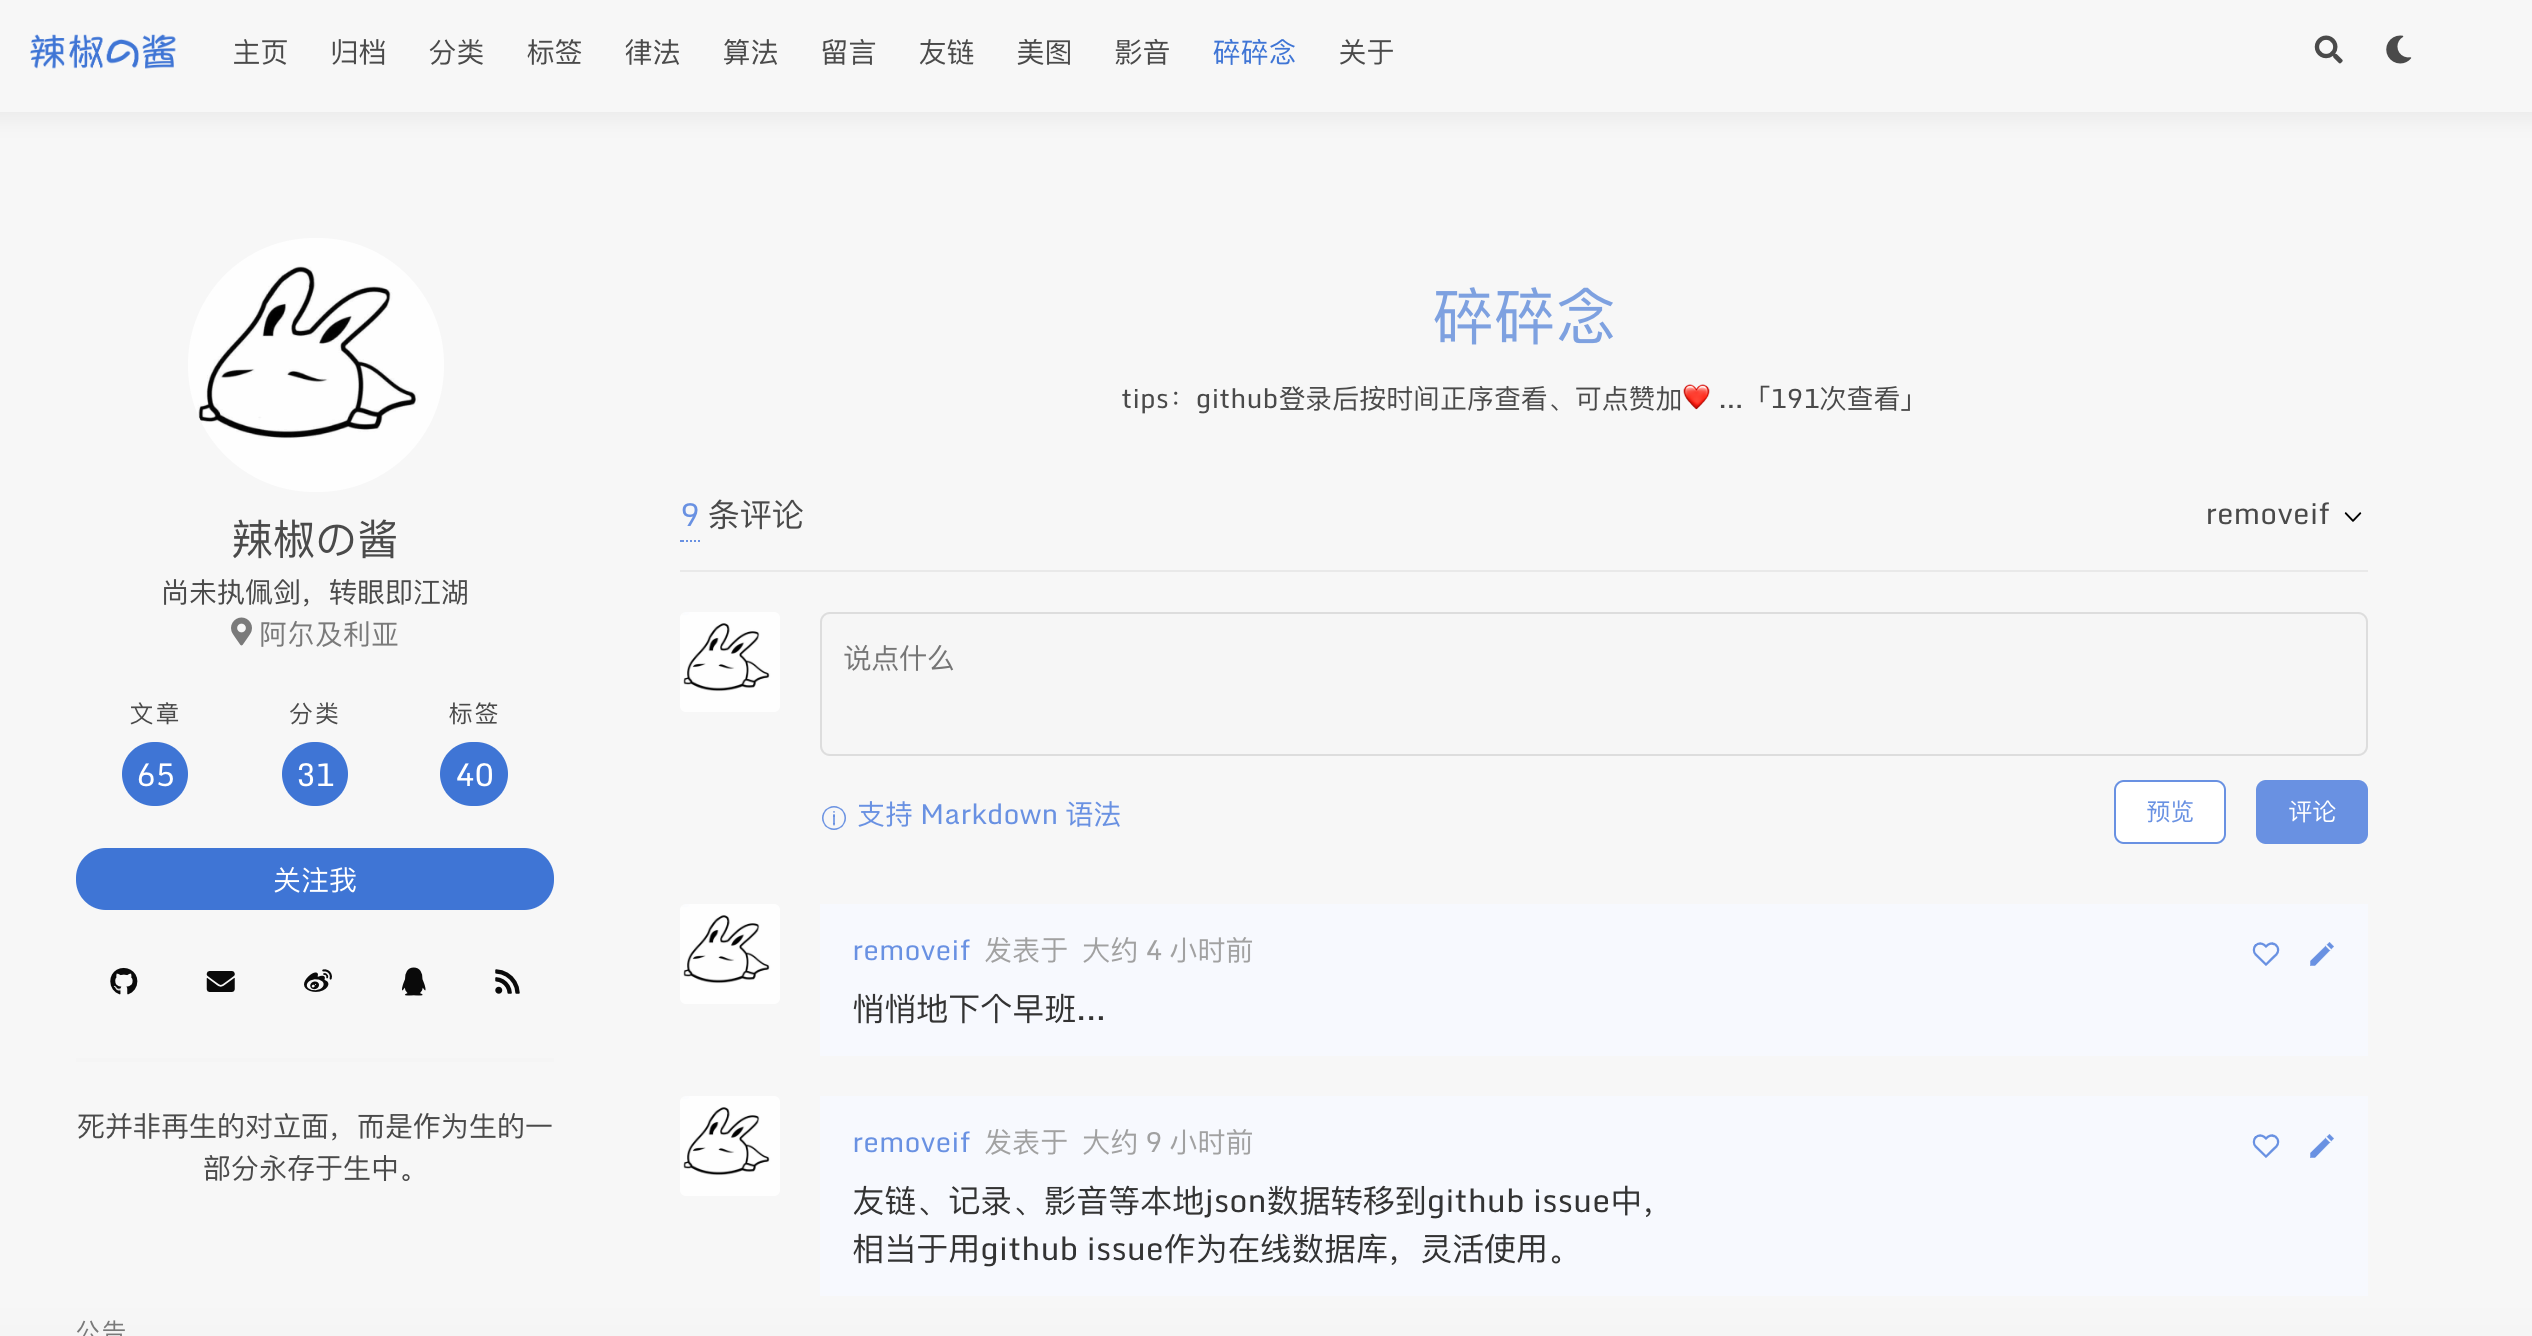 辣椒の酱 主页 归档 分类 标签 律法 算法 留言 友链 美图 影音 碎碎念 关于
辣椒の酱
尚未执佩剑，转眼即江湖
阿尔及利亚
文章 分类 标签
65 31 40
关注我
死并非再生的对立面，而是作为生的一
部分永存于生中。
公告
碎碎念
tips：github登录后按时间正序查看、可点赞加❤️ ...「191次查看」
9 条评论 removeif
说点什么
支持 Markdown 语法 预览 评论
removeif 发表于 大约 4 小时前
悄悄地下个早班...
removeif 发表于 大约 9 小时前
友链、记录、影音等本地json数据转移到github issue中，
相当于用github issue作为在线数据库，灵活使用。